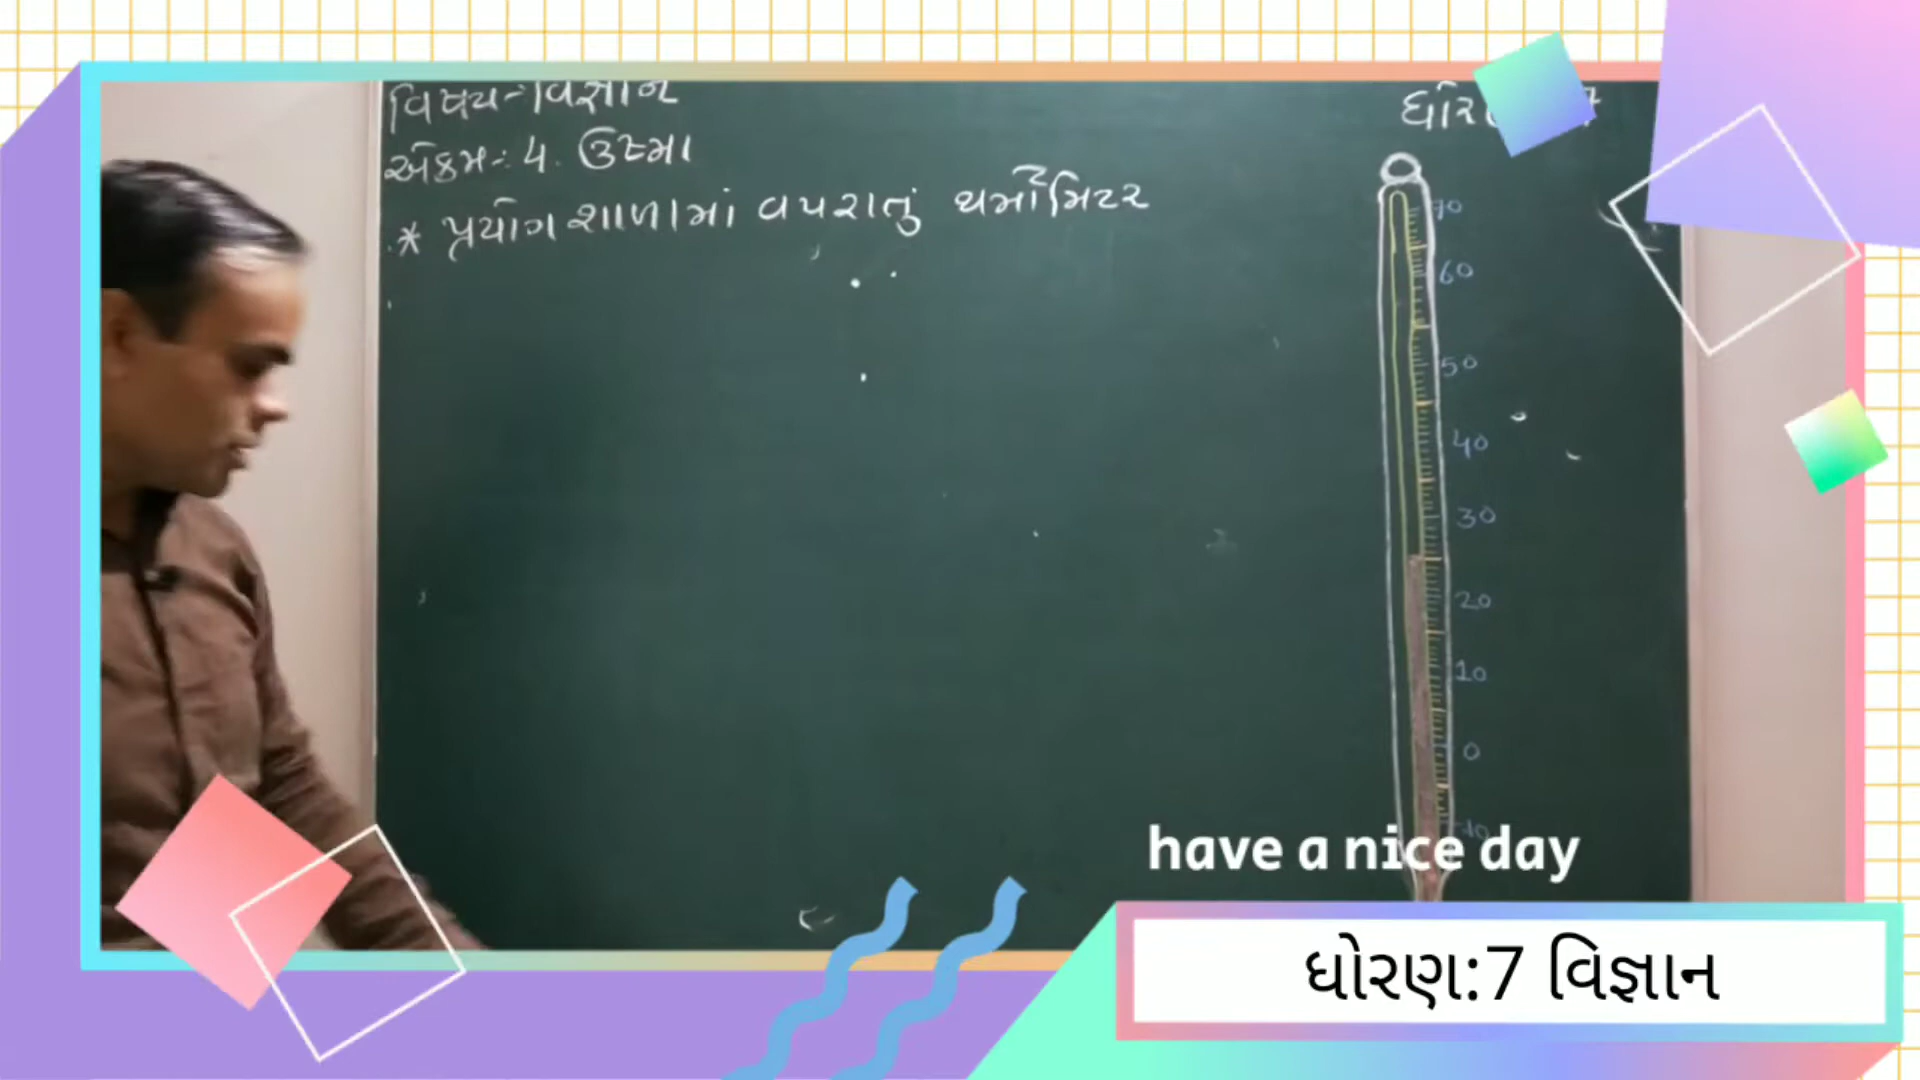 વિષય:- વિજ્ઞાન
એકમ:- 4. ઉષ્મા
* પ્રયોગશાળામાં વપરાતું થર્મોમિટર
70
60
50
40
30
20
10
0
-10
have a nice day
ધોરણ:7 વિજ્ઞાન